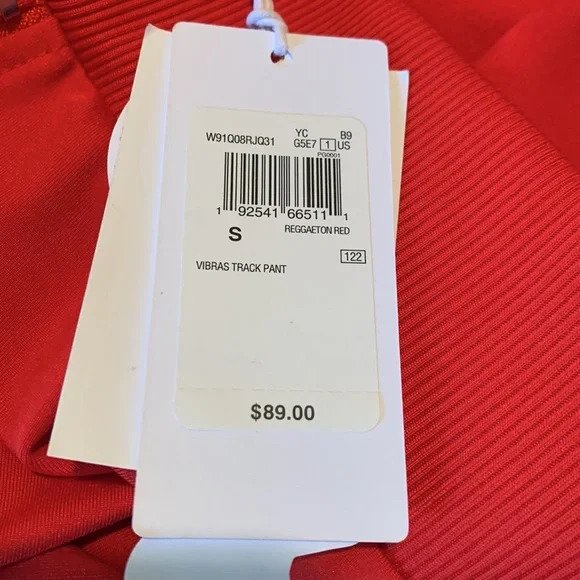 W91Q08RJQ31 YC B9
G5E7 1 US
PG0001
1 92541 66511 1
S REGGAETON RED
122
VIBRAS TRACK PANT
$89.00